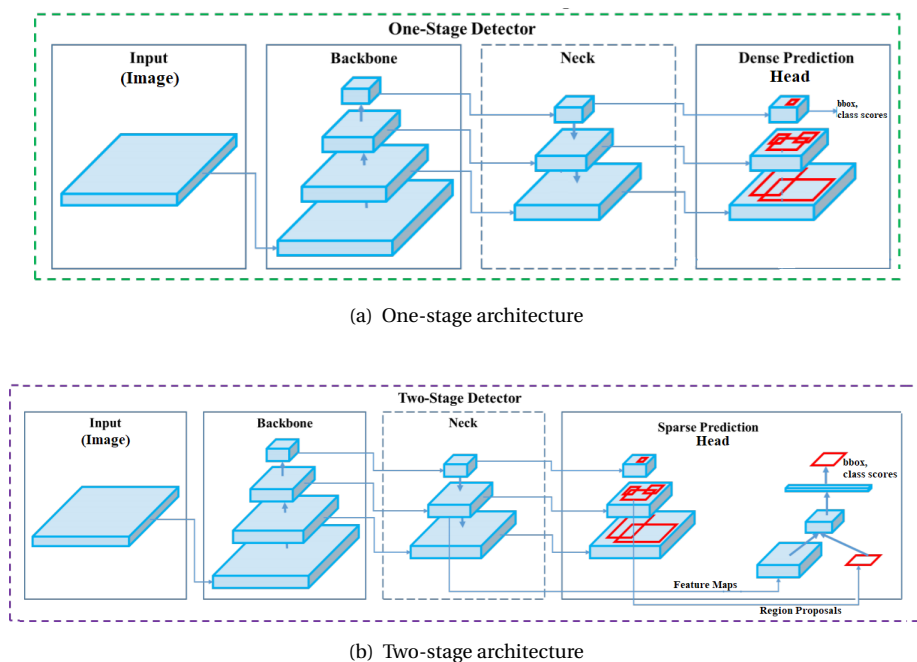 One-Stage Detector
Input
(Image)
Backbone
Neck
Dense Prediction
Head
bbox,
class scores
(a) One-stage architecture
Two-Stage Detector
Input
(Image)
Backbone
Neck
Sparse Prediction
Head
bbox,
class scores
Feature Maps
Region Proposals
(b) Two-stage architecture